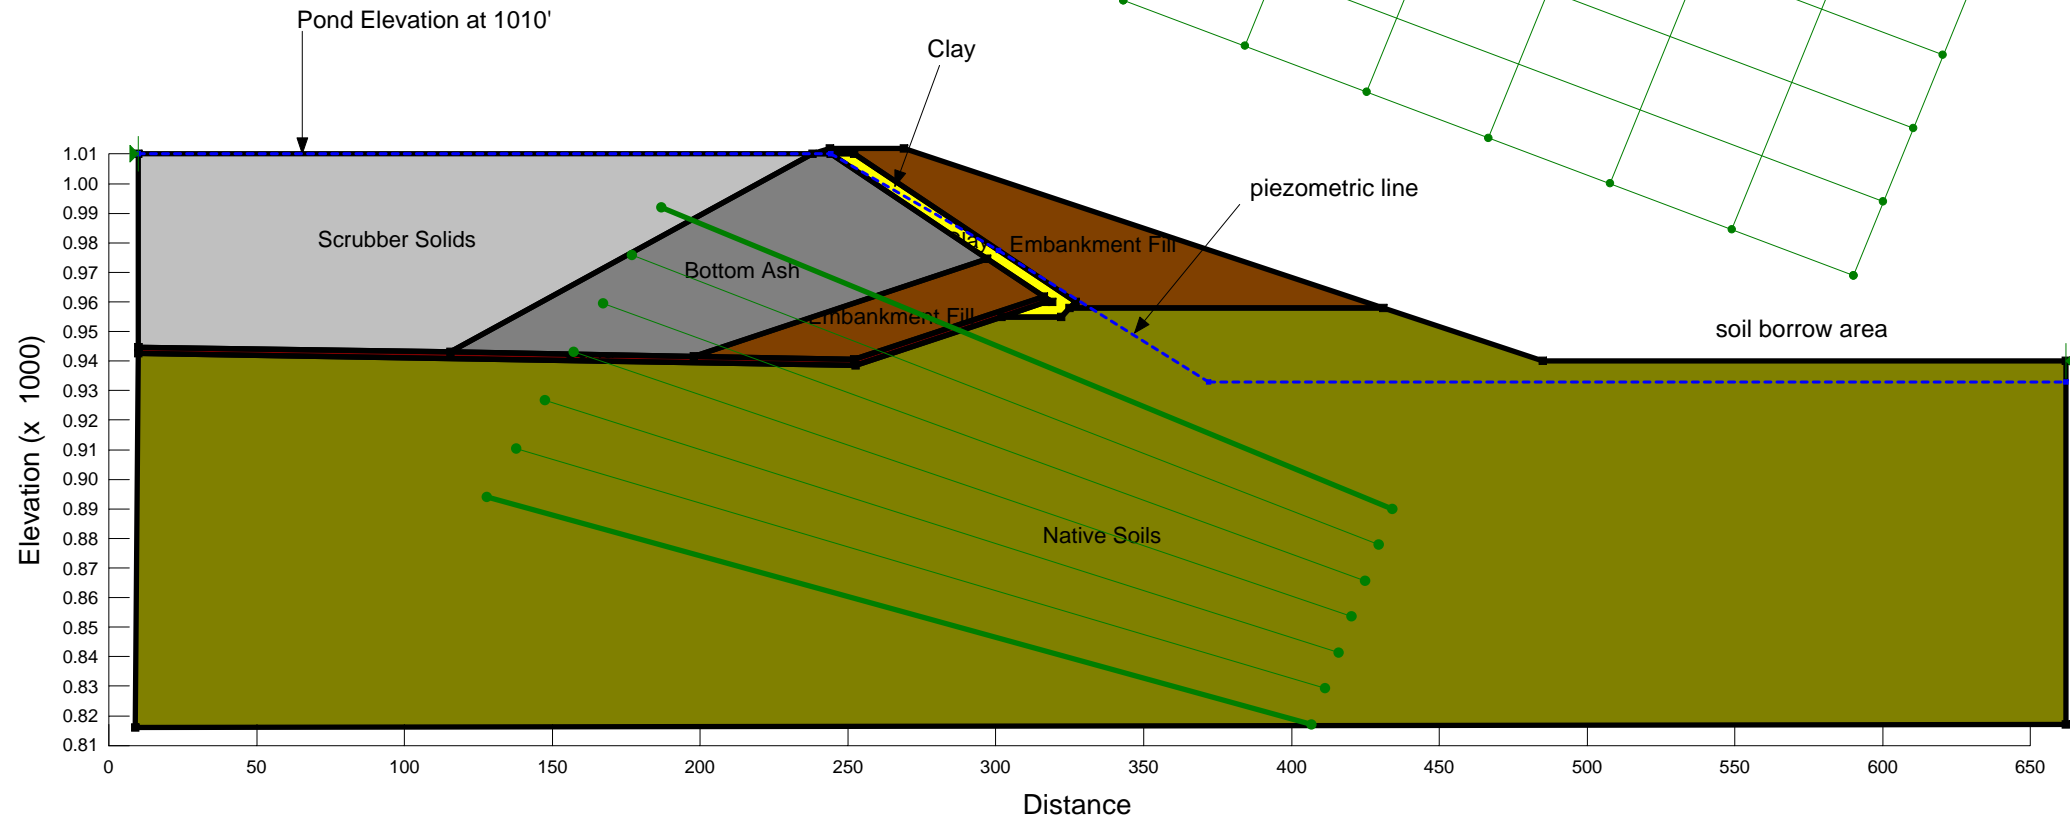 Pond Elevation at 1010'
Clay
piezometric line
Scrubber Solids
Clay
Embankment Fill
Bottom Ash
Embankment Fill
soil borrow area
Native Soils
Elevation (x 1000)
1.01
1.00
0.99
0.98
0.97
0.96
0.95
0.94
0.93
0.92
0.91
0.90
0.89
0.88
0.87
0.86
0.85
0.84
0.83
0.82
0.81
0 50 100 150 200 250 300 350 400 450 500 550 600 650
Distance